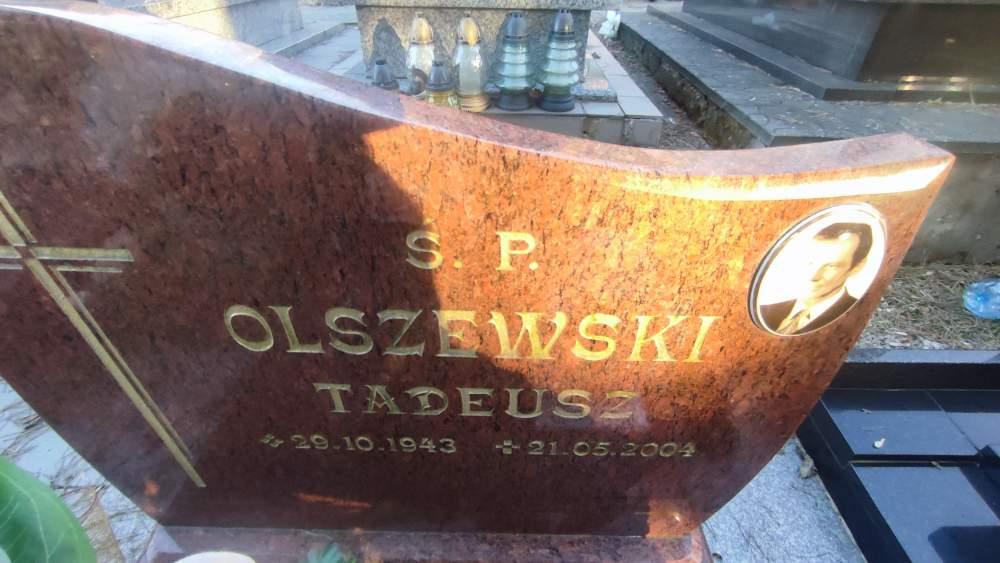 Ś. P.
OLSZEWSKI
TADEUSZ
29.10.1943 21.05.2004